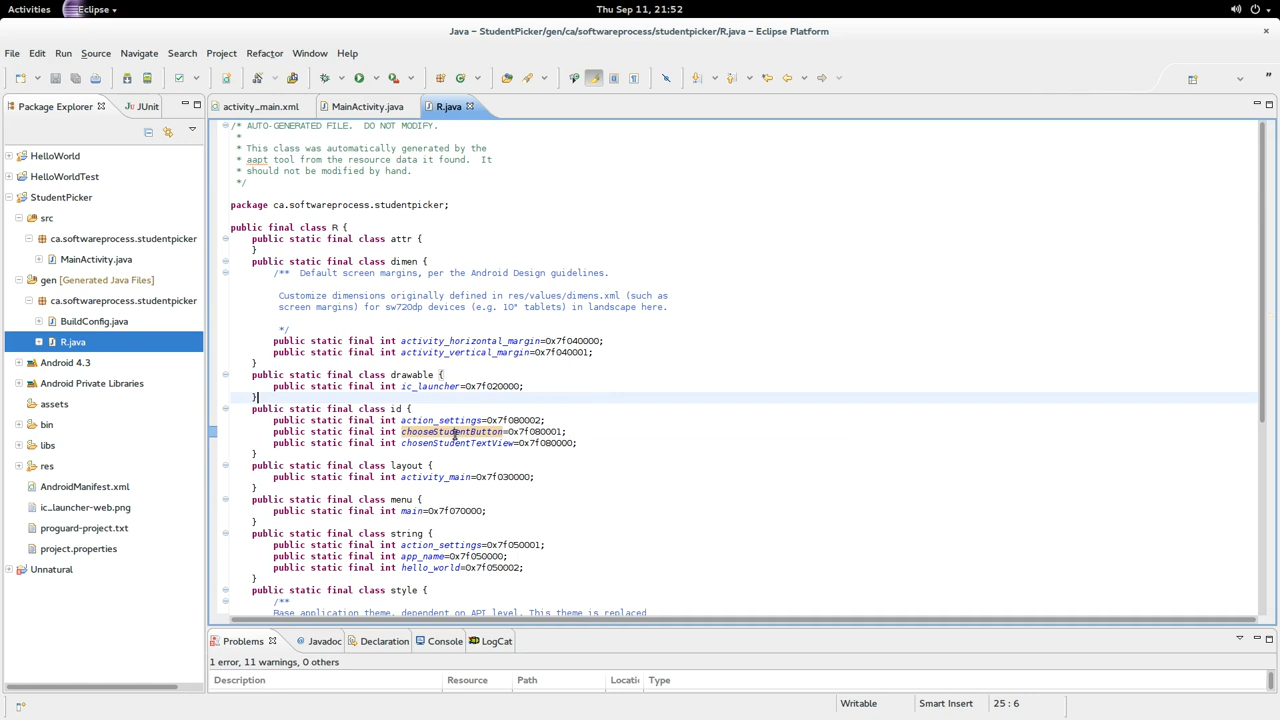 Activities
Eclipse
Thu Sep 11, 21:52
Java – StudentPicker/gen/ca/softwareprocess/studentpicker/R.java – Eclipse Platform
File Edit Run Source Navigate Search Project Refactor Window Help
Package Explorer
JUnit
activity_main.xml
MainActivity.java
R.java
HelloWorld
HelloWorldTest
StudentPicker
src
ca.softwareprocess.studentpicker
MainActivity.java
gen [Generated Java Files]
ca.softwareprocess.studentpicker
BuildConfig.java
R.java
Android 4.3
Android Private Libraries
assets
bin
libs
res
AndroidManifest.xml
ic_launcher-web.png
proguard-project.txt
project.properties
Unnatural
/* AUTO-GENERATED FILE.  DO NOT MODIFY.
 *
 * This class was automatically generated by the
 * aapt tool from the resource data it found.  It
 * should not be modified by hand.
 */
package ca.softwareprocess.studentpicker;
public final class R {
    public static final class attr {
    }
    public static final class dimen {
        /**  Default screen margins, per the Android Design guidelines.
         Customize dimensions originally defined in res/values/dimens.xml (such as
         screen margins) for sw720dp devices (e.g. 10" tablets) in landscape here.
         */
        public static final int activity_horizontal_margin=0x7f040000;
        public static final int activity_vertical_margin=0x7f040001;
    }
    public static final class drawable {
        public static final int ic_launcher=0x7f020000;
    }
    public static final class id {
        public static final int action_settings=0x7f080002;
        public static final int chooseStudentButton=0x7f080001;
        public static final int chosenStudentTextView=0x7f080000;
    }
    public static final class layout {
        public static final int activity_main=0x7f030000;
    }
    public static final class menu {
        public static final int main=0x7f070000;
    }
    public static final class string {
        public static final int action_settings=0x7f050001;
        public static final int app_name=0x7f050000;
        public static final int hello_world=0x7f050002;
    }
    public static final class style {
        /**
        Base application theme, dependent on API level. This theme is replaced
Problems
@ Javadoc
Declaration
Console
LogCat
1 error, 11 warnings, 0 others
Description Resource Path Locati Type
Writable
Smart Insert
25 : 6